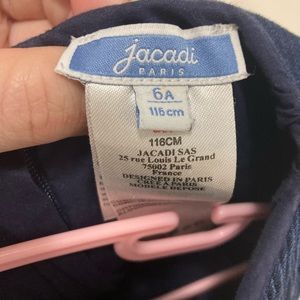 jacadi
PARIS
6A
116cm
116CM
JACADI SAS
25 rue Louis Le Grand
75002 Paris
France
DESIGNED IN PARIS
CREE A PARIS
MODELE DEPOSE